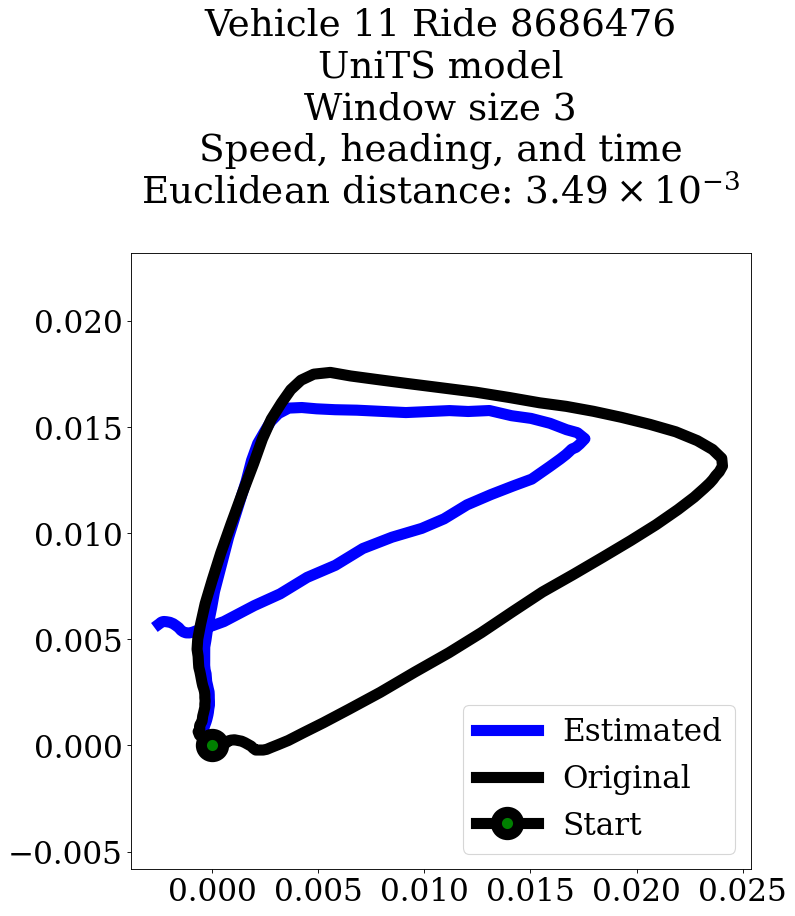 Vehicle 11 Ride 8686476
UniTS model
Window size 3
Speed, heading, and time
Euclidean distance: 3.49 × 10⁻³
0.020
0.015
0.010
0.005
0.000
−0.005
Estimated
Original
Start
0.000 0.005 0.010 0.015 0.020 0.025